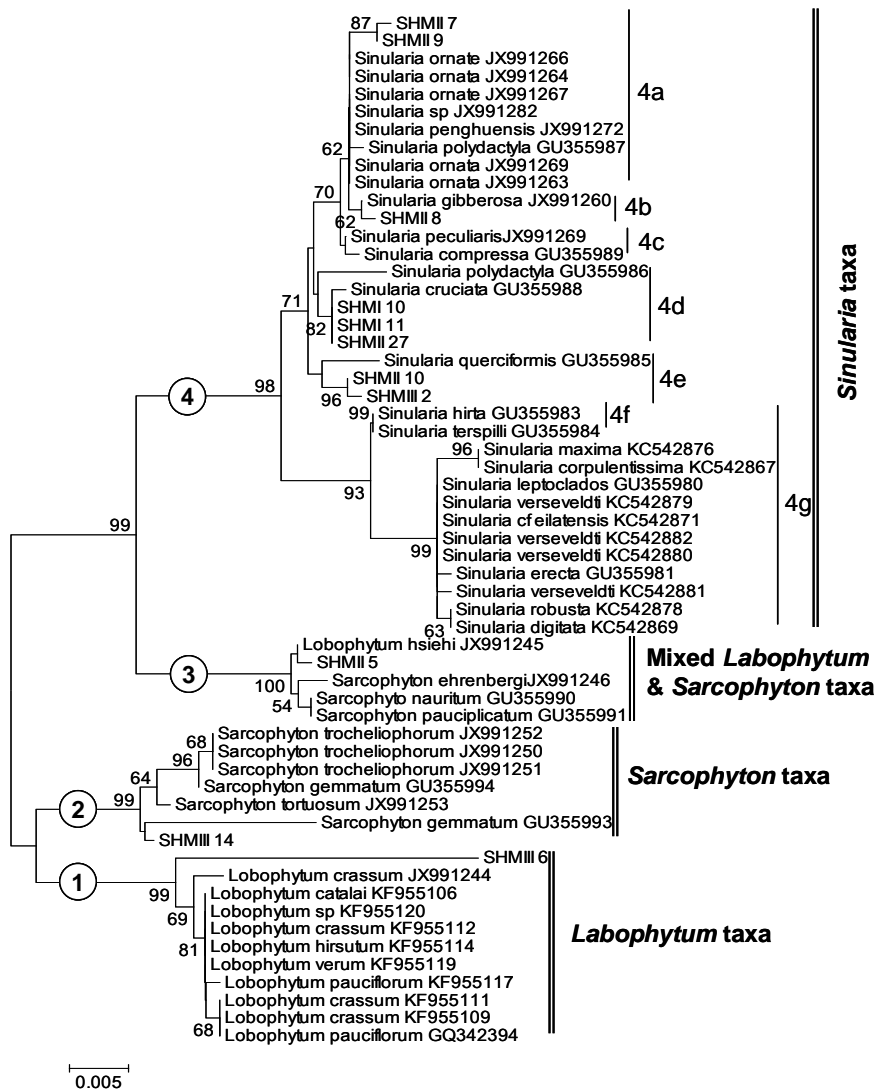 87
SHMII 7
SHMII 9
Sinularia ornate JX991266
Sinularia ornata JX991264
Sinularia ornate JX991267
4a
Sinularia sp JX991282
Sinularia penghuensis JX991272
62
Sinularia polydactyla GU355987
Sinularia ornata JX991269
Sinularia ornata JX991263
70
Sinularia gibberosa JX991260
4b
62
SHMII 8
Sinularia peculiarisJX991269
4c
Sinularia compressa GU355989
Sinularia polydactyla GU355986
71
Sinularia cruciata GU355988
SHMI 10
4d
82
SHMI 11
SHMII 27
Sinularia querciformis GU355985
98
SHMII 10
4e
96
SHMIII 2
4
99
Sinularia hirta GU355983
4f
Sinularia terspilli GU355984
96
Sinularia maxima KC542876
Sinularia corpulentissima KC542867
93
Sinularia leptoclados GU355980
Sinularia verseveldti KC542879
4g
Sinularia cf eilatensis KC542871
99
Sinularia verseveldti KC542882
99
Sinularia verseveldti KC542880
Sinularia erecta GU355981
Sinularia verseveldti KC542881
Sinularia robusta KC542878
63
Sinularia digitata KC542869
Sinularia taxa
Lobophytum hsiehi JX991245
SHMII 5
3
100
Sarcophyton ehrenbergiJX991246
54
Sarcophyto nauritum GU355990
Sarcophyton pauciplicatum GU355991
Mixed Labophytum
& Sarcophyton taxa
68
Sarcophyton trocheliophorum JX991252
96
Sarcophyton trocheliophorum JX991250
Sarcophyton trocheliophorum JX991251
64
Sarcophyton gemmatum GU355994
99
Sarcophyton tortuosum JX991253
2
Sarcophyton gemmatum GU355993
SHMIII 14
Sarcophyton taxa
SHMIII 6
1
99
Lobophytum crassum JX991244
Lobophytum catalai KF955106
69
Lobophytum sp KF955120
Lobophytum crassum KF955112
81
Lobophytum hirsutum KF955114
Lobophytum verum KF955119
Lobophytum pauciflorum KF955117
Lobophytum crassum KF955111
Lobophytum crassum KF955109
68
Lobophytum pauciflorum GQ342394
Labophytum taxa
0.005